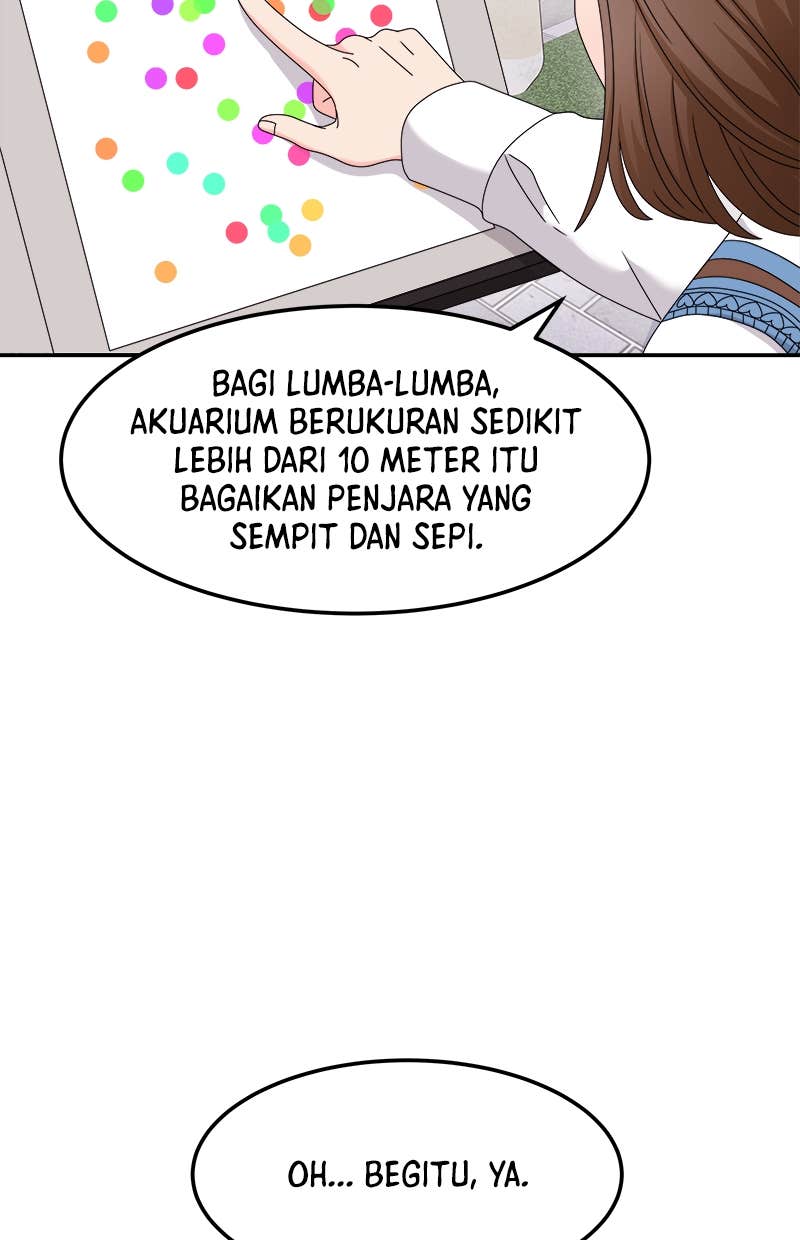 BAGI LUMBA-LUMBA,
AKUARIUM BERUKURAN SEDIKIT
LEBIH DARI 10 METER ITU
BAGAIKAN PENJARA YANG
SEMPIT DAN SEPI.
OH... BEGITU, YA.